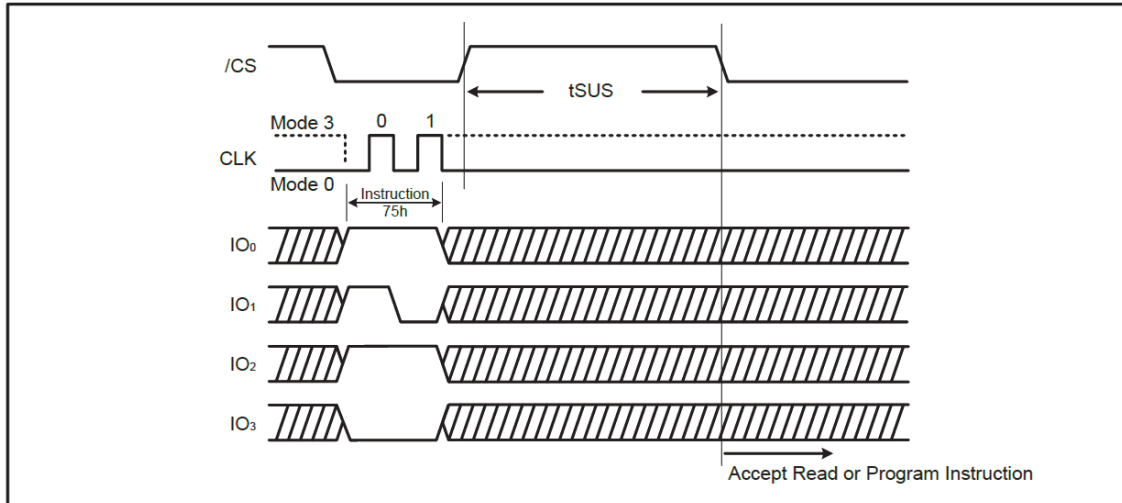 /CS
tSUS
Mode 3
0 1
CLK
Mode 0
Instruction
75h
IO₀
IO₁
IO₂
IO₃
Accept Read or Program Instruction